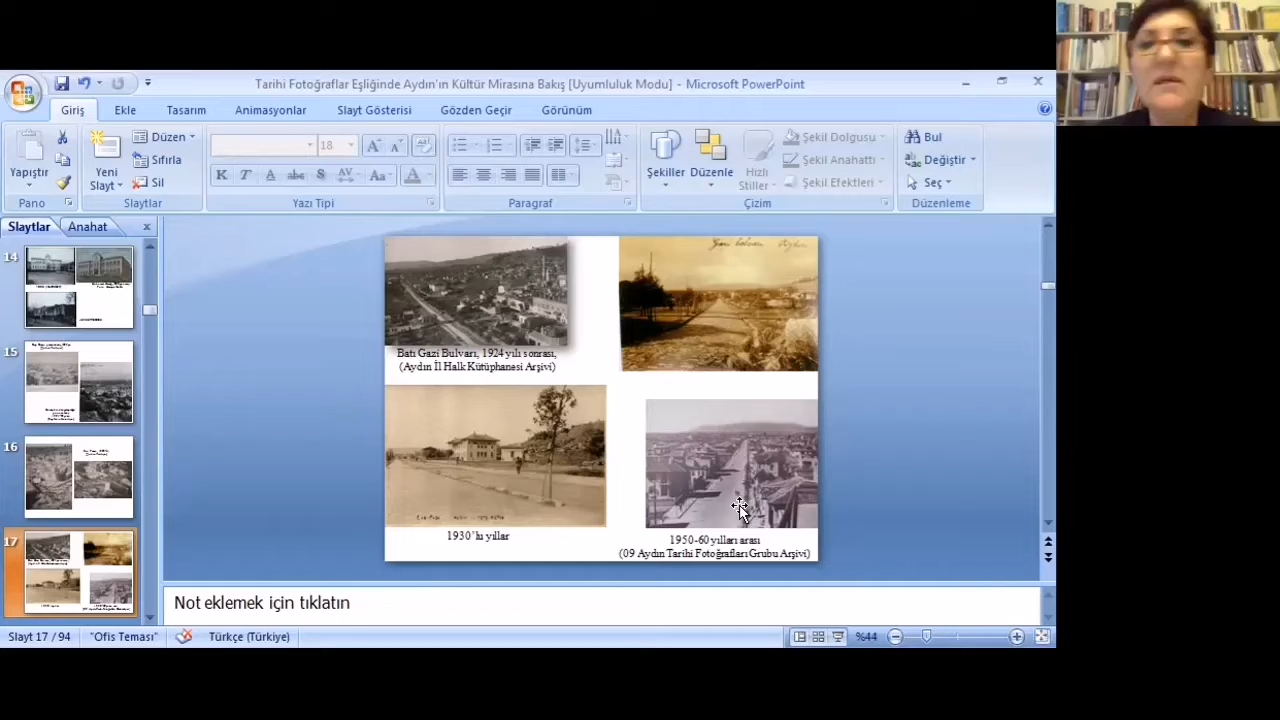 Tarihi Fotoğraflar Eşliğinde Aydın'ın Kültür Mirasına Bakış [Uyumluluk Modu] - Microsoft PowerPoint
Giriş
Ekle
Tasarım
Animasyonlar
Slayt Gösterisi
Gözden Geçir
Görünüm
Yapıştır
Pano
Yeni
Slayt
Düzen
Sıfırla
Sil
Slaytlar
18
K T A abc S AV Aa A
Yazı Tipi
Paragraf
Şekiller
Düzenle
Hızlı
Stiller
Şekil Dolgusu
Şekil Anahattı
Şekil Efektleri
Çizim
Bul
Değiştir
Seç
Düzenleme
Slaytlar
Anahat
14
15
16
17
Batı Gazi Bulvarı, 1924 yılı sonrası,
(Aydın İl Halk Kütüphanesi Arşivi)
1930'lu yıllar
1950-60 yılları arası
(09 Aydın Tarihi Fotoğrafları Grubu Arşivi)
Not eklemek için tıklatın
Slayt 17 / 94
"Ofis Teması"
Türkçe (Türkiye)
%44